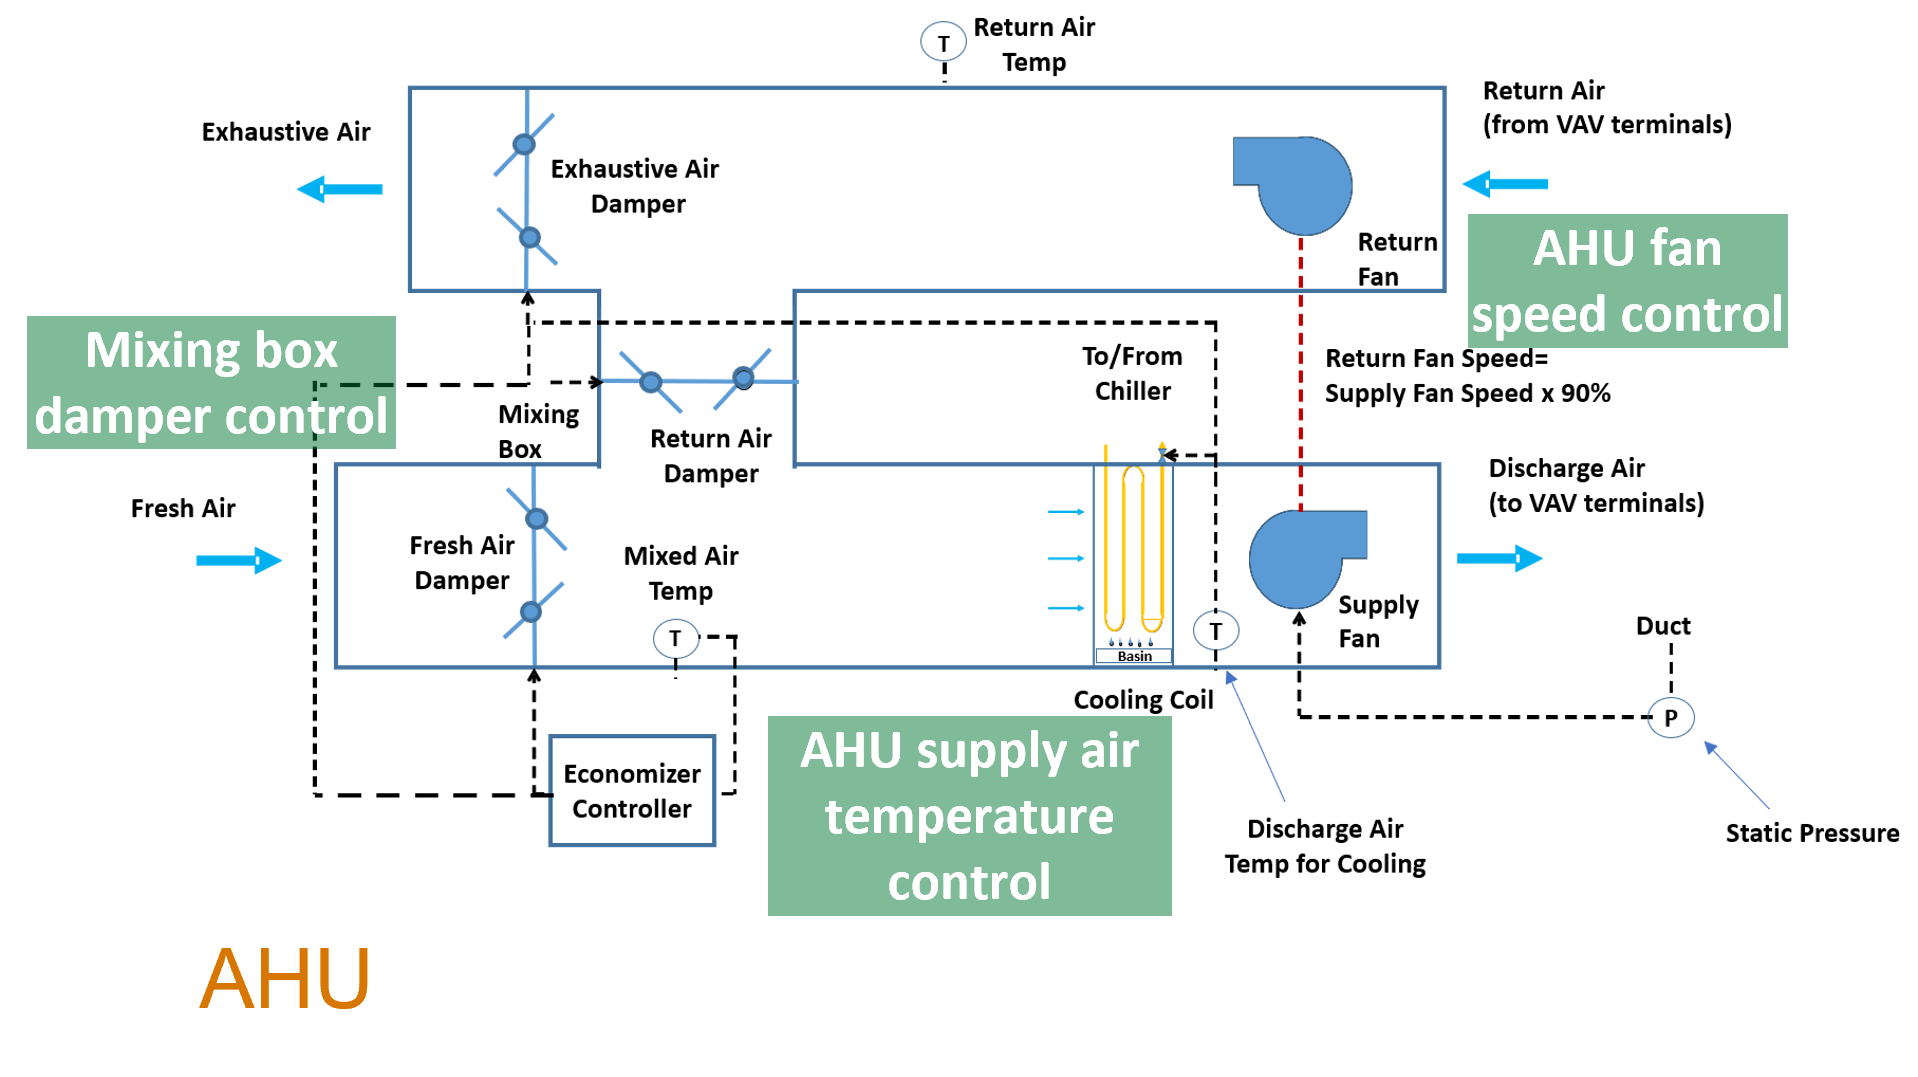 T
Return Air
Temp
Return Air
(from VAV terminals)
Exhaustive Air
Exhaustive Air
Damper
Return
Fan
AHU fan
speed control
Mixing box
damper control
To/From
Chiller
Return Fan Speed=
Supply Fan Speed x 90%
Mixing
Box
Return Air
Damper
Discharge Air
(to VAV terminals)
Fresh Air
Fresh Air
Damper
Mixed Air
Temp
T
T
Supply
Fan
Basin
Duct
P
Cooling Coil
Economizer
Controller
AHU supply air
temperature
control
Discharge Air
Temp for Cooling
Static Pressure
AHU